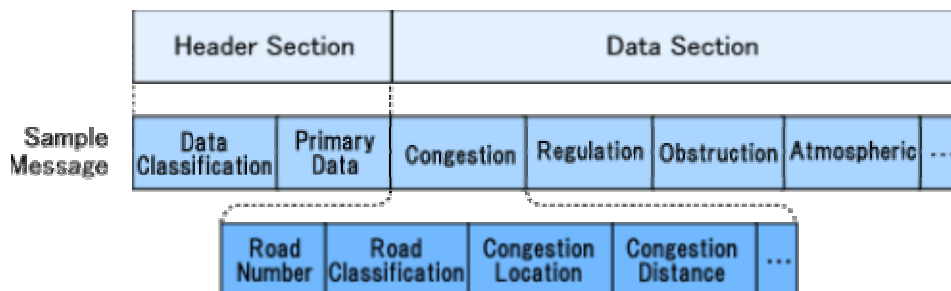 Header Section
Data Section
Sample
Message
Data
Classification
Primary
Data
Congestion
Regulation
Obstruction
Atmospheric
...
Road
Number
Road
Classification
Congestion
Location
Congestion
Distance
...